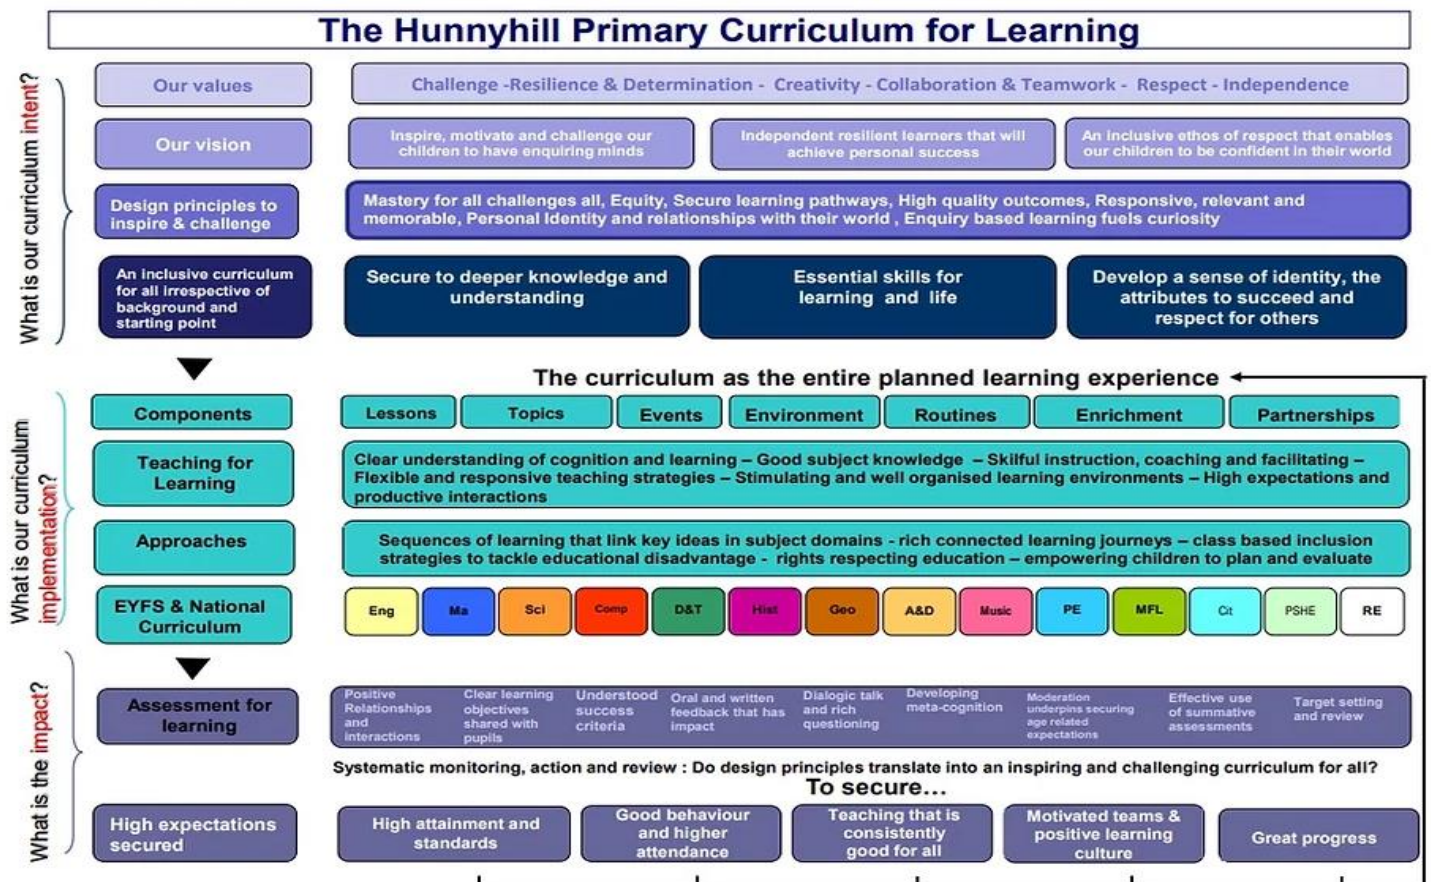 The Hunnyhill Primary Curriculum for Learning
What is our curriculum intent?
Our values
Challenge -Resilience & Determination - Creativity - Collaboration & Teamwork - Respect - Independence
Our vision
Inspire, motivate and challenge our
children to have enquiring minds
Independent resilient learners that will
achieve personal success
An inclusive ethos of respect that enables
our children to be confident in their world
Design principles to
inspire & challenge
Mastery for all challenges all, Equity, Secure learning pathways, High quality outcomes, Responsive, relevant and
memorable, Personal Identity and relationships with their world , Enquiry based learning fuels curiosity
An inclusive curriculum
for all irrespective of
background and
starting point
Secure to deeper knowledge and
understanding
Essential skills for
learning and life
Develop a sense of identity, the
attributes to succeed and
respect for others
The curriculum as the entire planned learning experience
What is our curriculum
implementation?
Components
Lessons
Topics
Events
Environment
Routines
Enrichment
Partnerships
Teaching for
Learning
Clear understanding of cognition and learning – Good subject knowledge – Skilful instruction, coaching and facilitating –
Flexible and responsive teaching strategies – Stimulating and well organised learning environments – High expectations and
productive interactions
Approaches
Sequences of learning that link key ideas in subject domains - rich connected learning journeys – class based inclusion
strategies to tackle educational disadvantage - rights respecting education – empowering children to plan and evaluate
EYFS & National
Curriculum
Eng
Ma
Sci
Comp
D&T
Hist
Geo
A&D
Music
PE
MFL
Cit
PSHE
RE
What is the impact?
Assessment for
learning
Positive
Relationships
and
interactions
Clear learning
objectives
shared with
pupils
Understood
success
criteria
Oral and written
feedback that has
impact
Dialogic talk
and rich
questioning
Developing
meta-cognition
Moderation
underpins securing
age related
expectations
Effective use
of summative
assessments
Target setting
and review
Systematic monitoring, action and review : Do design principles translate into an inspiring and challenging curriculum for all?
To secure...
High expectations
secured
High attainment and
standards
Good behaviour
and higher
attendance
Teaching that is
consistently
good for all
Motivated teams &
positive learning
culture
Great progress